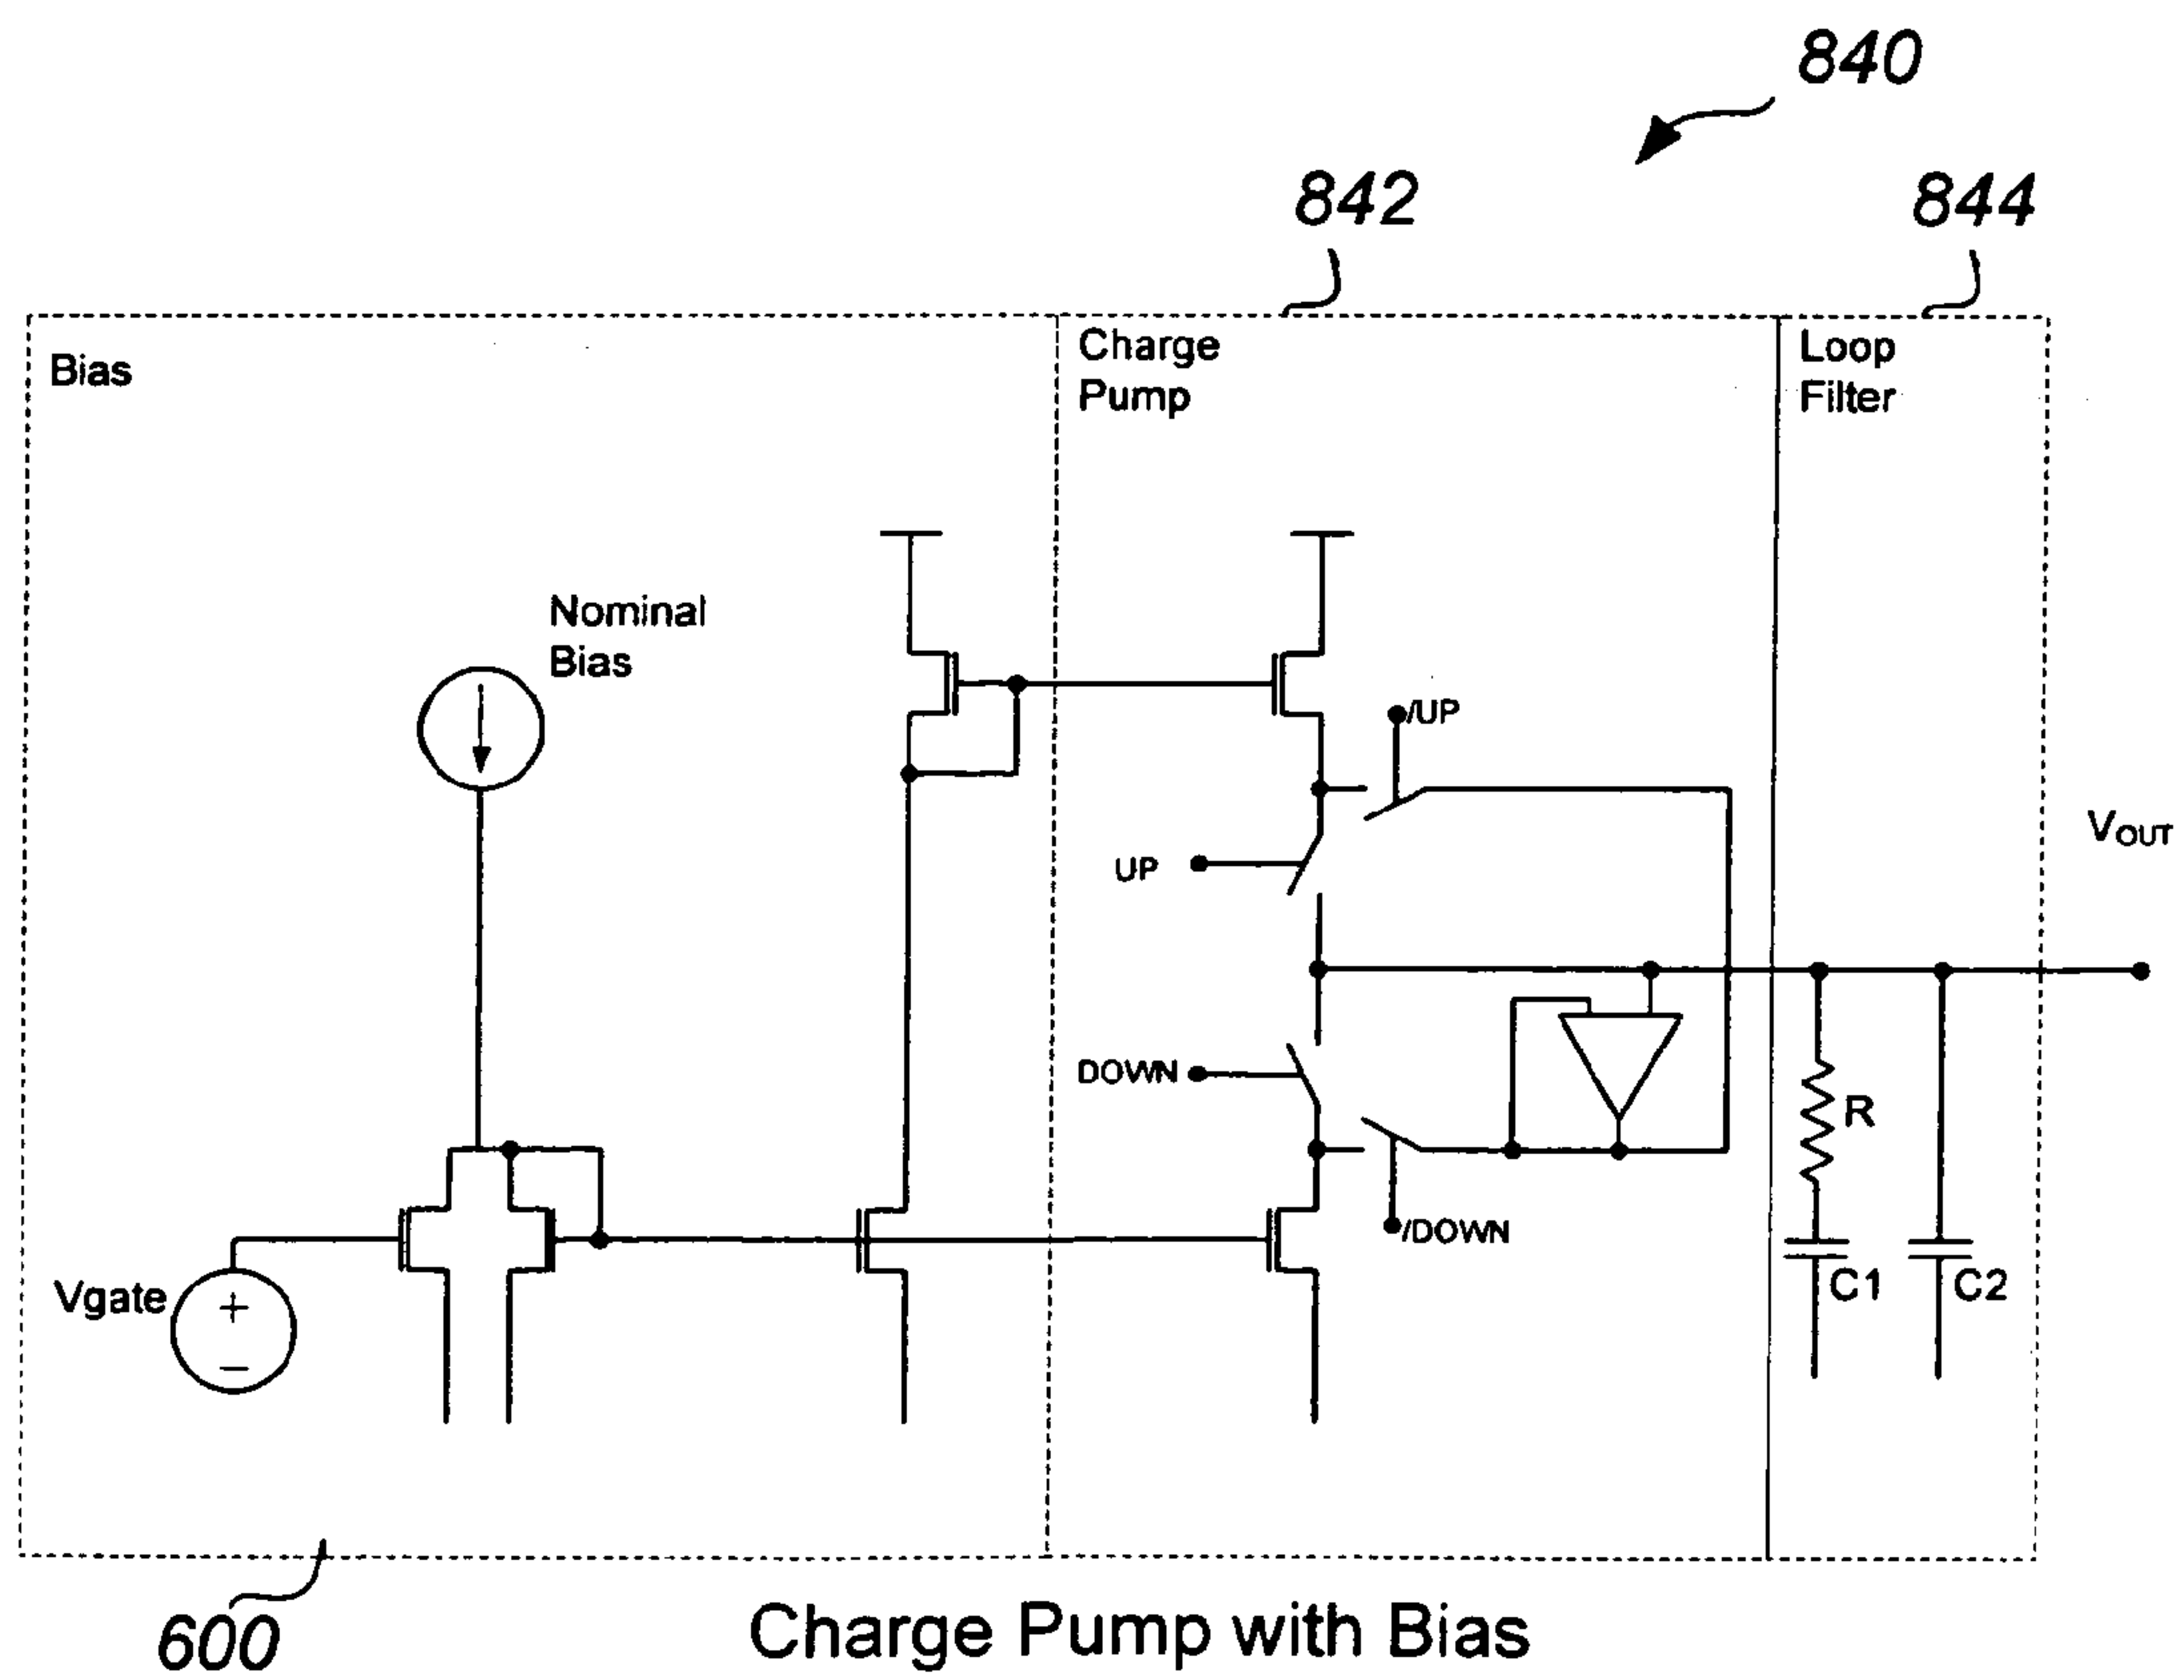 840
842
844
Bias
Charge
Pump
Loop
Filter
Nominal
Bias
/UP
UP
VOUT
DOWN
R
/DOWN
Vgate
+
−
C1
C2
600
Charge Pump with Bias